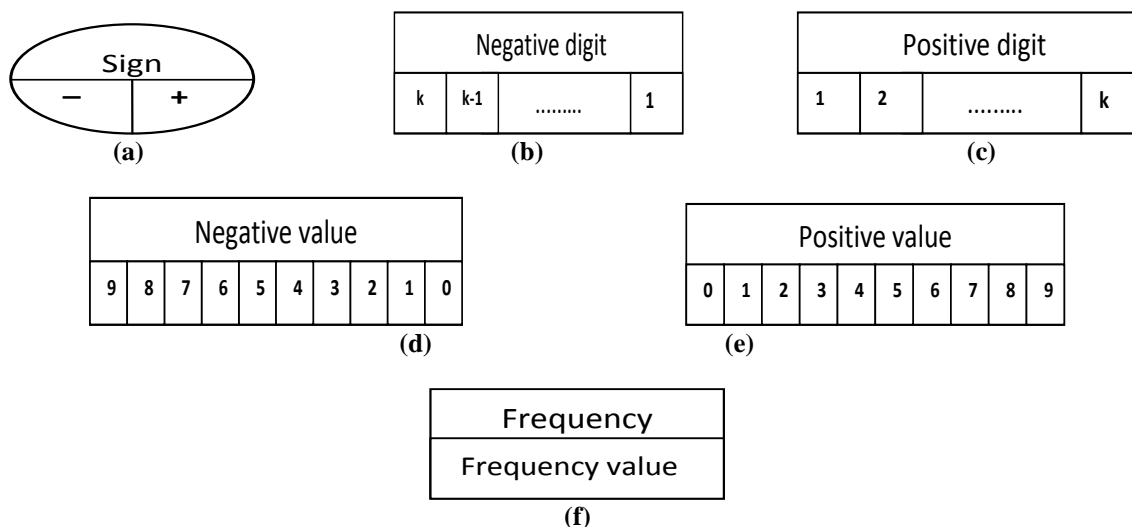 Sign
− +
(a)
Negative digit
k k-1 ......... 1
(b)
Positive digit
1 2 ......... k
(c)
Negative value
9 8 7 6 5 4 3 2 1 0
(d)
Positive value
0 1 2 3 4 5 6 7 8 9
(e)
Frequency
Frequency value
(f)